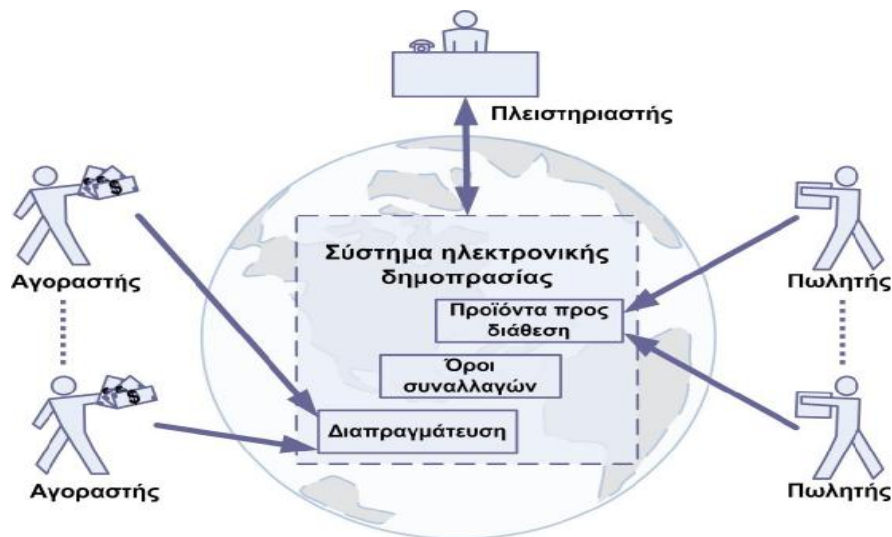 Πλειστηριαστής
Σύστημα ηλεκτρονικής
δημοπρασίας
Αγοραστής
Πωλητής
Προϊόντα προς
διάθεση
Όροι
συναλλαγών
Διαπραγμάτευση
Αγοραστής
Πωλητής